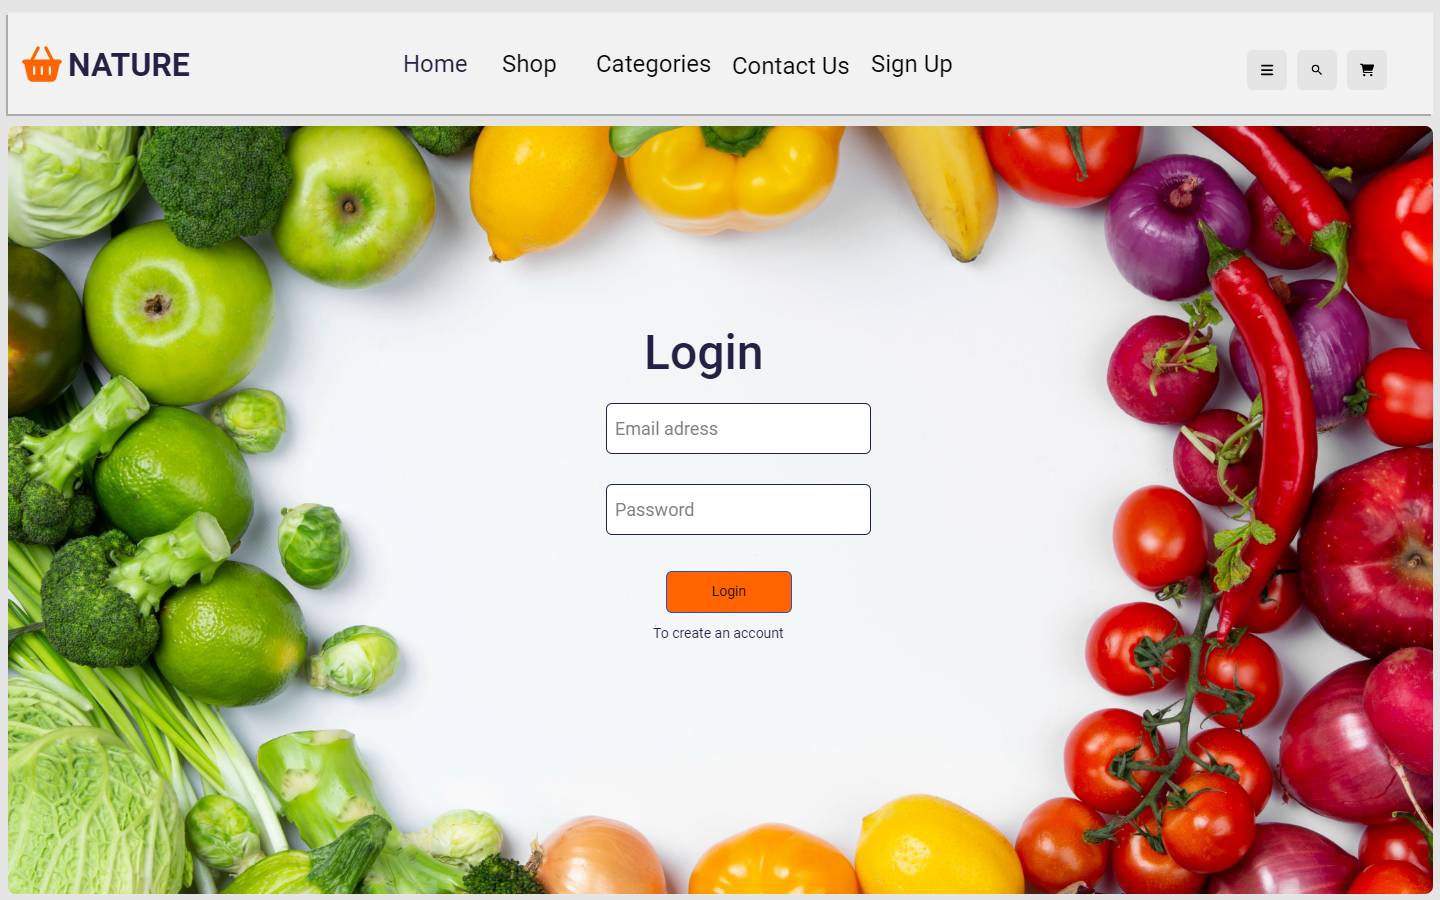 NATURE
Home Shop Categories Contact Us Sign Up
Login
Email adress
Password
Login
To create an account